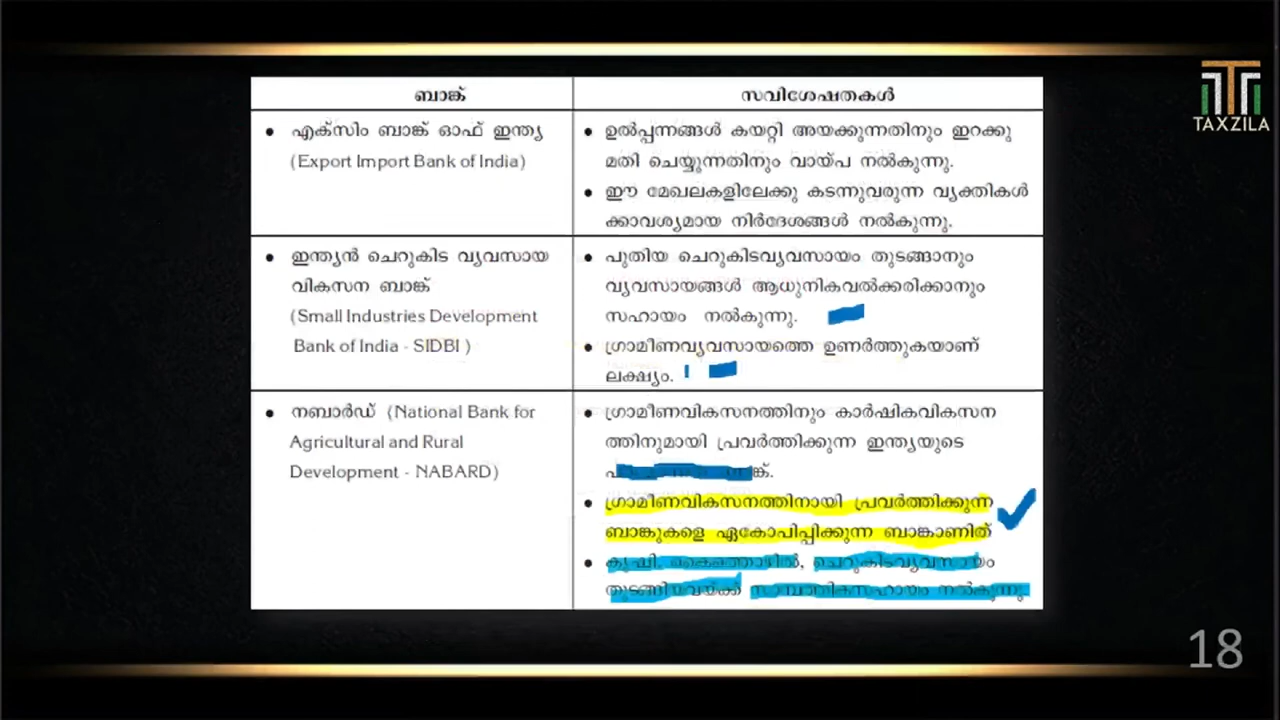 TAXZILA
ബാങ്ക്
സവിശേഷതകൾ
• എക്സിം ബാങ്ക് ഓഫ് ഇന്ത്യ
(Export Import Bank of India)
• ഉൽപ്പന്നങ്ങൾ കയറ്റി അയക്കുന്നതിനും ഇറക്കു
മതി ചെയ്യുന്നതിനും വായ്പ നൽകുന്നു.
• ഈ മേഖലകളിലേക്കു കടന്നുവരുന്ന വ്യക്തികൾ
ക്കാവശ്യമായ നിർദേശങ്ങൾ നൽകുന്നു.
• ഇന്ത്യൻ ചെറുകിട വ്യവസായ
വികസന ബാങ്ക്
(Small Industries Development
Bank of India - SIDBI )
• പുതിയ ചെറുകിടവ്യവസായം തുടങ്ങാനും
വ്യവസായങ്ങൾ ആധുനികവൽക്കരിക്കാനും
സഹായം നൽകുന്നു.
• ഗ്രാമീണവ്യവസായത്തെ ഉണർത്തുകയാണ്
ലക്ഷ്യം.
• നബാർഡ് (National Bank for
Agricultural and Rural
Development - NABARD)
• ഗ്രാമീണവികസനത്തിനും കാർഷികവികസന
ത്തിനുമായി പ്രവർത്തിക്കുന്ന ഇന്ത്യയുടെ
• ഗ്രാമീണവികസനത്തിനായി പ്രവർത്തിക്കുന്ന
ബാങ്കുകളെ ഏകോപിപ്പിക്കുന്ന ബാങ്കാണിത്
• കൃഷി, കൈത്തൊഴിൽ, ചെറുകിടവ്യവസായം
തുടങ്ങിയവയ്ക്ക് സാമ്പത്തികസഹായം നൽകുന്നു.
18